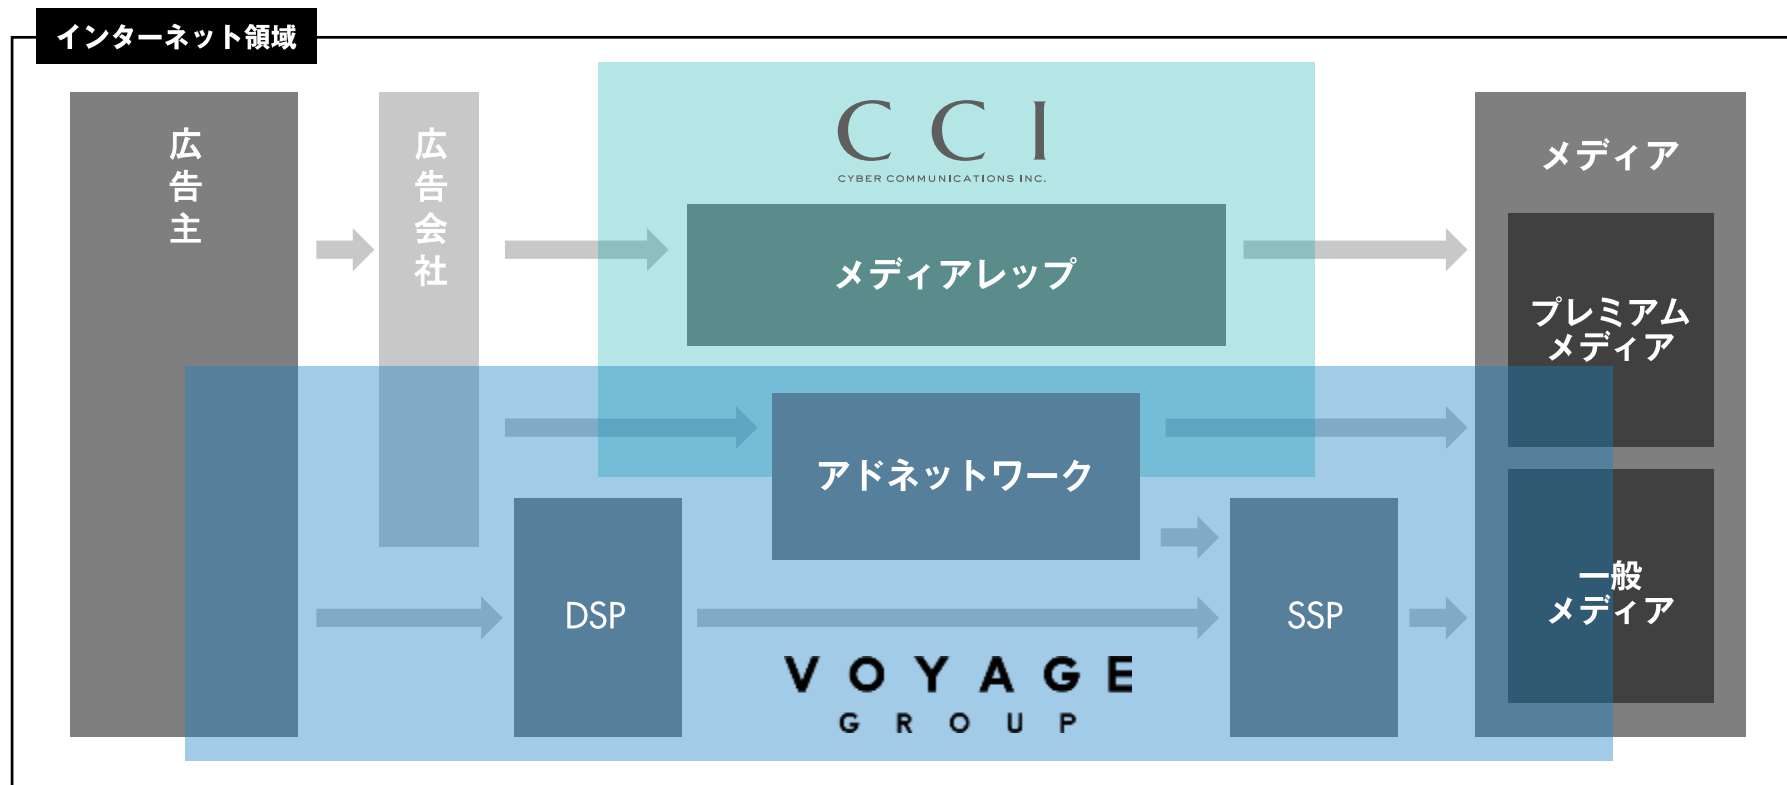 インターネット領域
広告主
広告会社
CCI
CYBER COMMUNICATIONS INC.
メディアレップ
メディア
プレミアム
メディア
アドネットワーク
DSP
SSP
一般
メディア
VOYAGE
GROUP